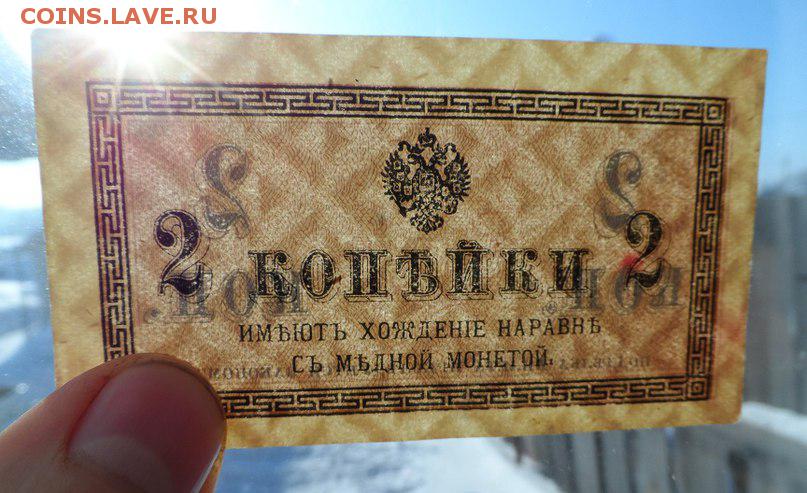 COINS.LAVE.RU
2 КОПѢЙКИ 2
ИМѢЮТЪ ХОЖДЕНІЕ НАРАВНѢ
СЪ МѢДНОЙ МОНЕТОЙ.